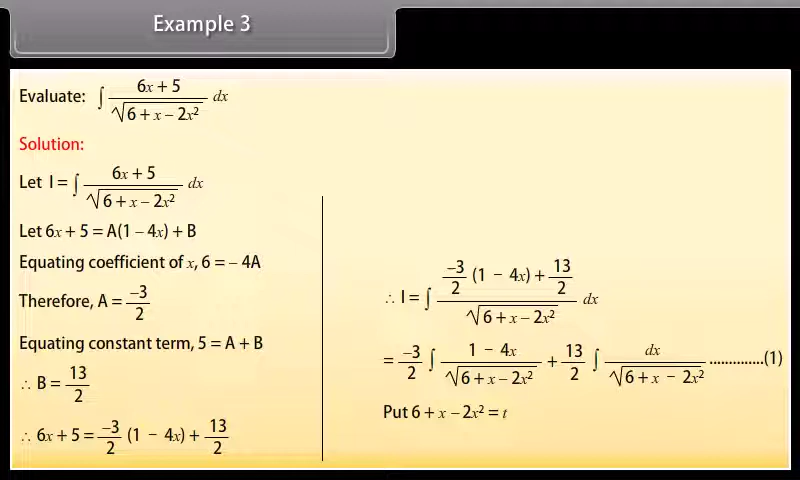 Example 3
Evaluate: ∫ (6x + 5)/√(6 + x – 2x²) dx
Solution:
Let I = ∫ (6x + 5)/√(6 + x – 2x²) dx
Let 6x + 5 = A(1 – 4x) + B
Equating coefficient of x, 6 = – 4A
Therefore, A = –3/2
Equating constant term, 5 = A + B
∴ B = 13/2
∴ 6x + 5 = –3/2 (1 – 4x) + 13/2
∴ I = ∫ (–3/2 (1 – 4x) + 13/2)/√(6 + x – 2x²) dx
= –3/2 ∫ (1 – 4x)/√(6 + x – 2x²) + 13/2 ∫ dx/√(6 + x – 2x²) ..............(1)
Put 6 + x – 2x² = t